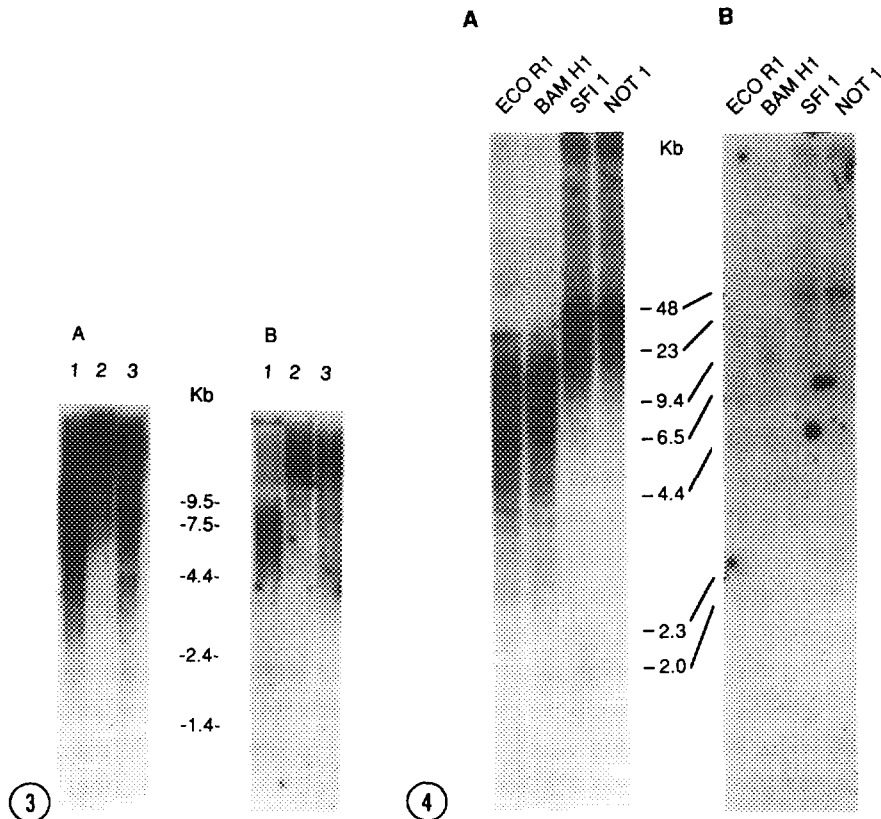 A
1 2 3
Kb
-9.5-
-7.5-
-4.4-
-2.4-
-1.4-
B
1 2 3
3
A
ECO R1
BAM H1
SFI 1
NOT 1
Kb
-48
-23
-9.4
-6.5
-4.4
-2.3
-2.0
B
ECO R1
BAM H1
SFI 1
NOT 1
4